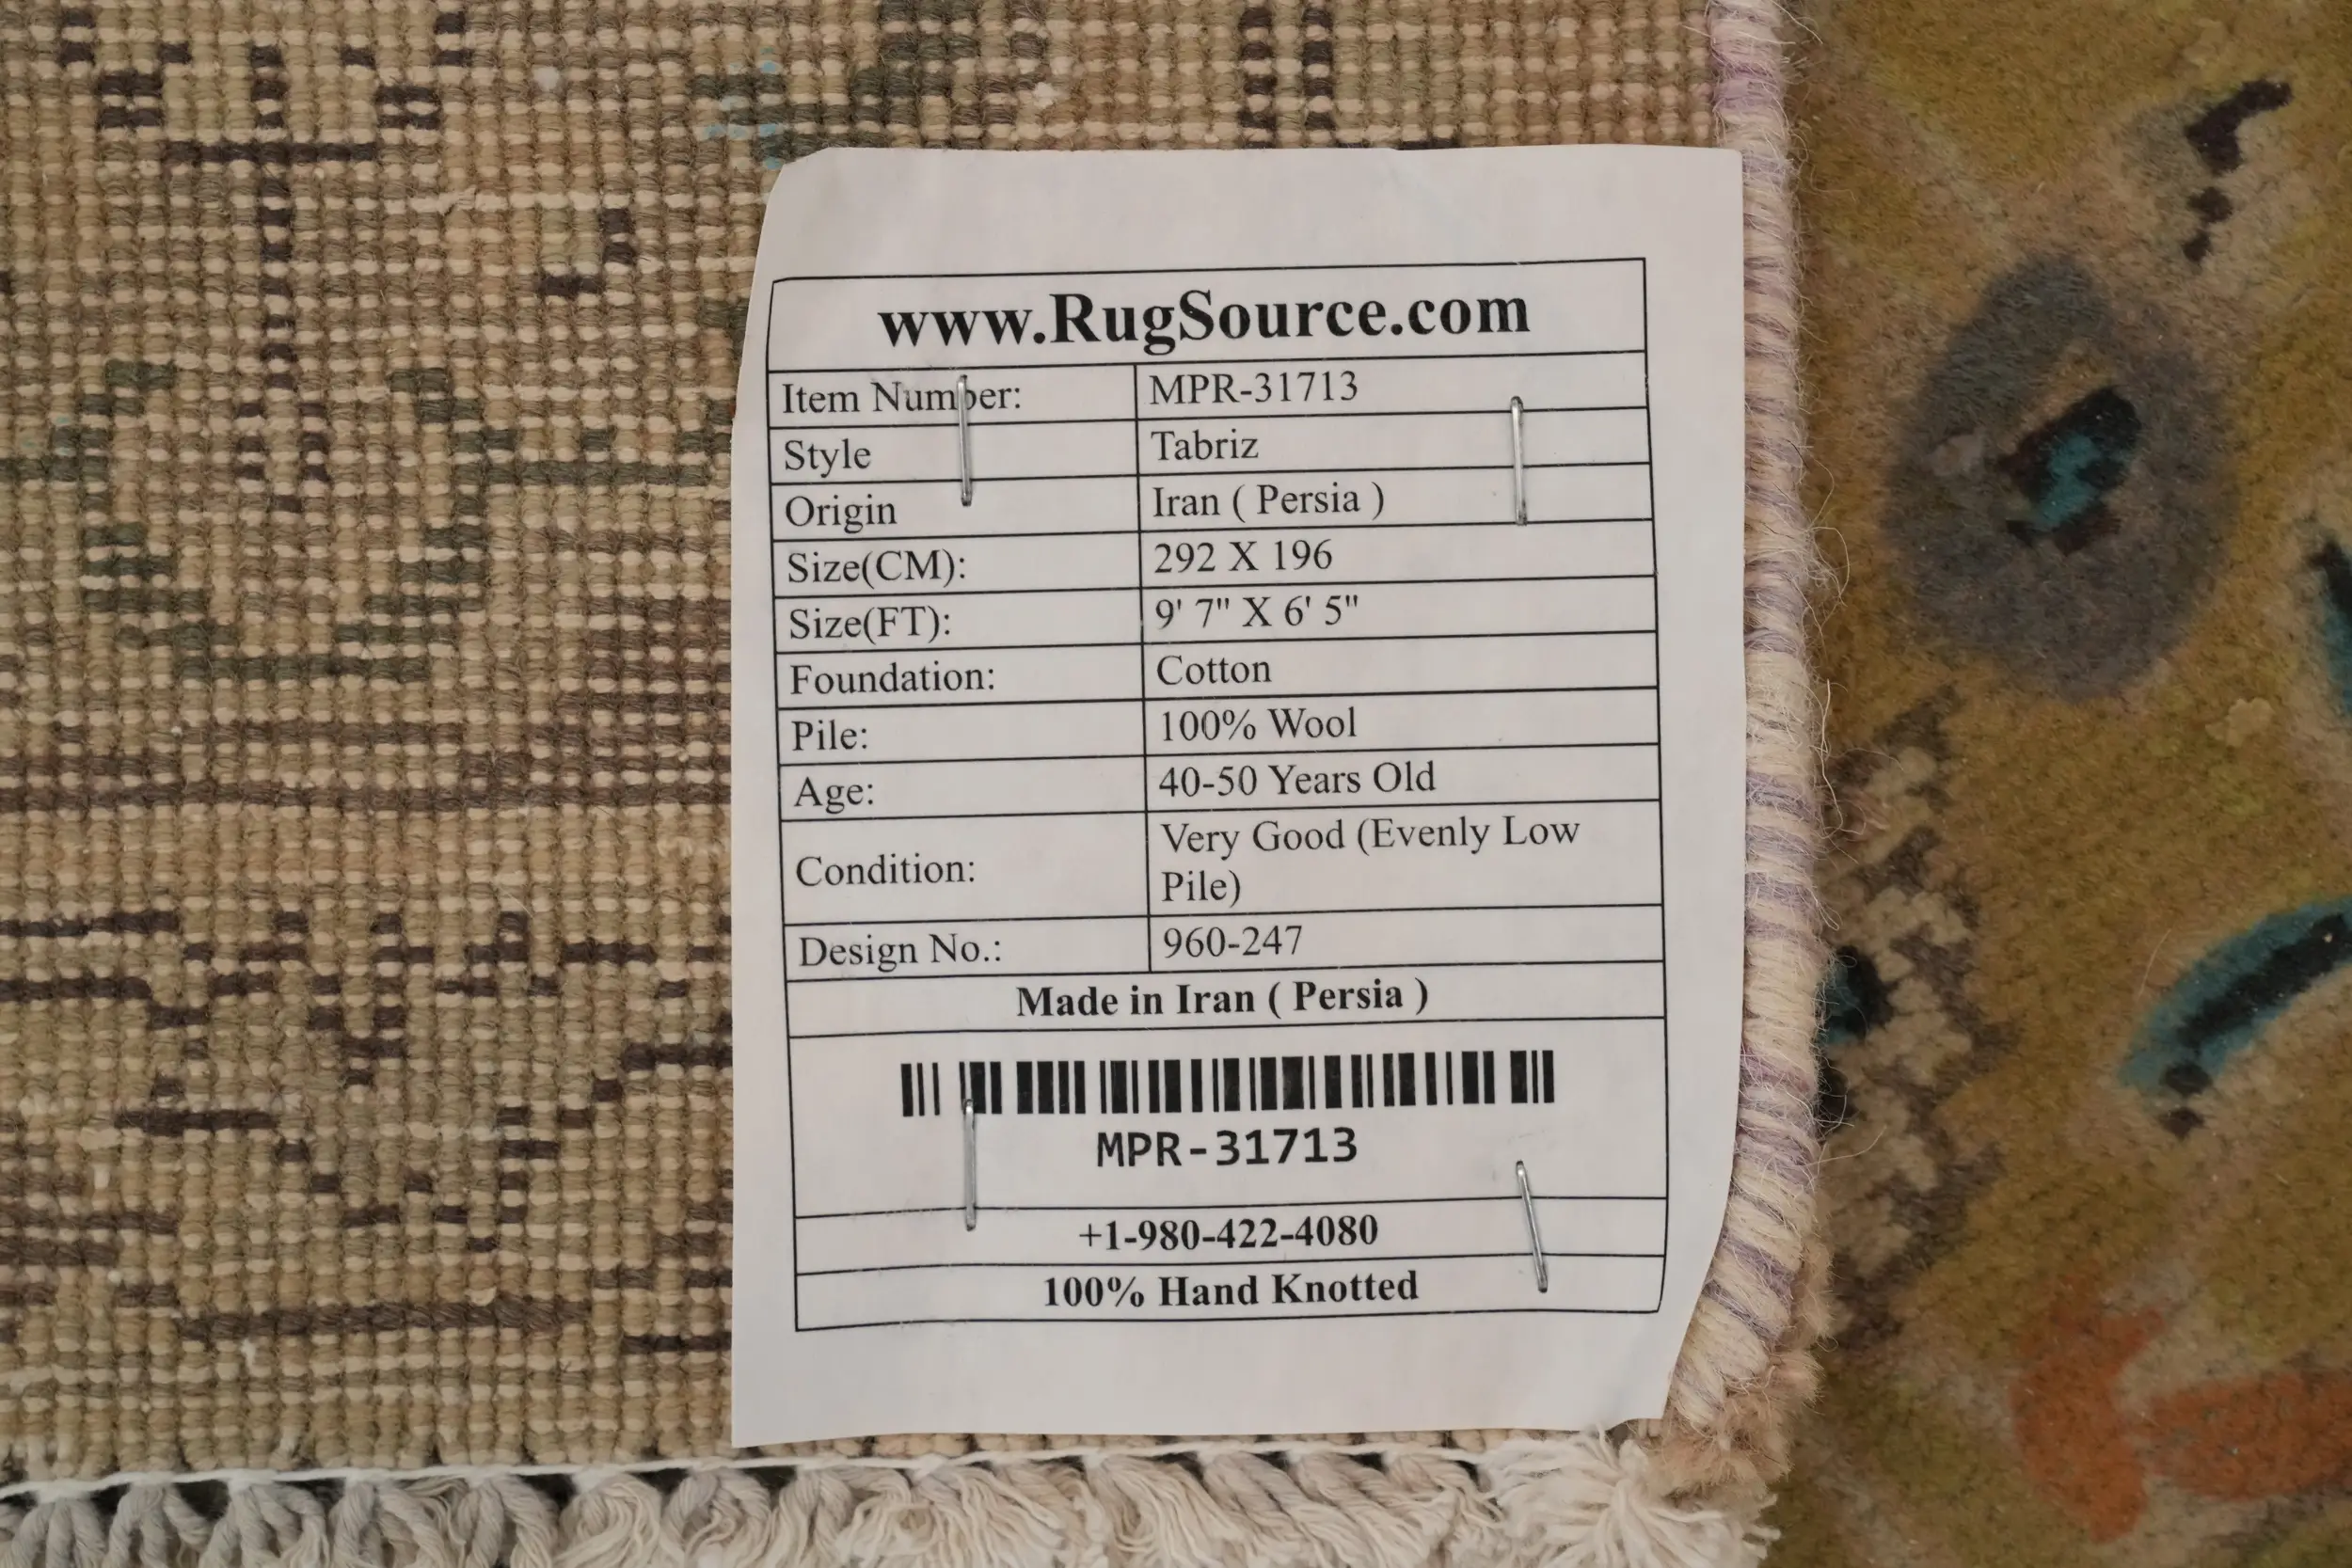 www.RugSource.com
Item Number: MPR-31713
Style Tabriz
Origin Iran ( Persia )
Size(CM): 292 X 196
Size(FT): 9' 7" X 6' 5"
Foundation: Cotton
Pile: 100% Wool
Age: 40-50 Years Old
Condition: Very Good (Evenly Low
Pile)
Design No.: 960-247
Made in Iran ( Persia )
MPR-31713
+1-980-422-4080
100% Hand Knotted